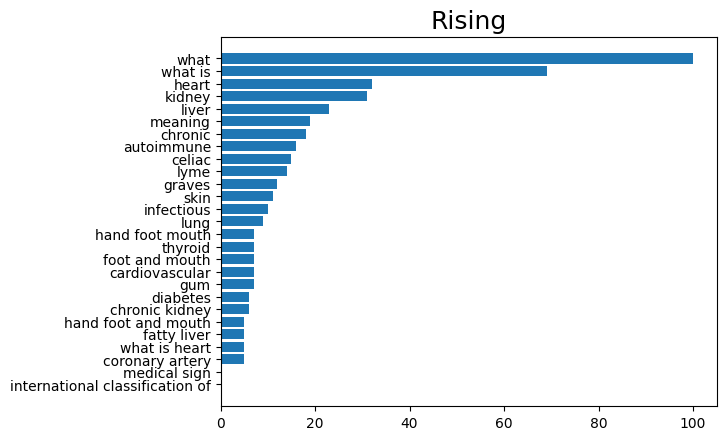 Rising
what
what is
heart
kidney
liver
meaning
chronic
autoimmune
celiac
lyme
graves
skin
infectious
lung
hand foot mouth
thyroid
foot and mouth
cardiovascular
gum
diabetes
chronic kidney
hand foot and mouth
fatty liver
what is heart
coronary artery
medical sign
international classification of
0 20 40 60 80 100